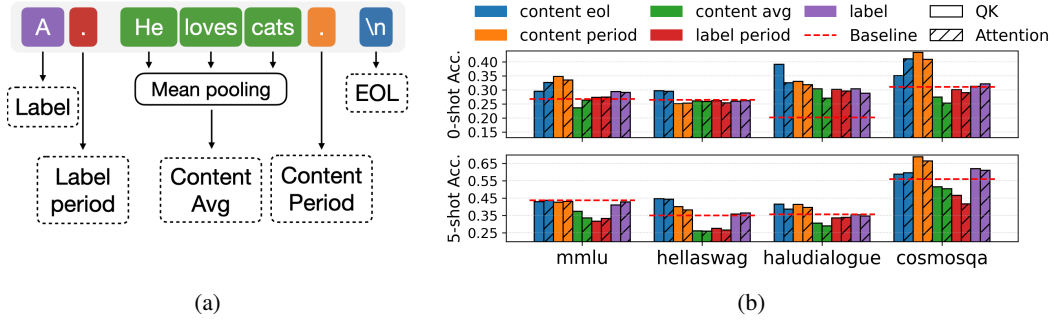 A . He loves cats . \n
Mean pooling
Label
EOL
Label
period
Content
Avg
Content
Period
(a)
content eol content avg label QK
content period label period Baseline Attention
0-shot Acc.
0.40
0.35
0.30
0.25
0.20
0.15
5-shot Acc.
0.65
0.55
0.45
0.35
0.25
mmlu hellaswag haludialogue cosmosqa
(b)